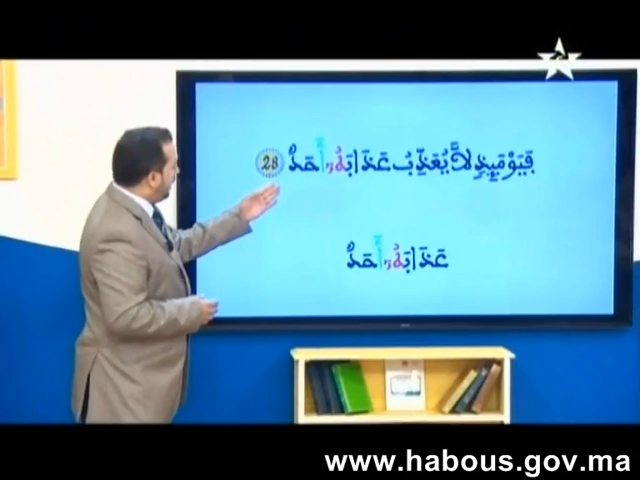 فَيَوْمَئِذٍ لَّا يُعَذِّبُ عَذَابَهُۥٓ أَحَدٌ 28
عَذَابَهُۥٓ أَحَدٌ
www.habous.gov.ma